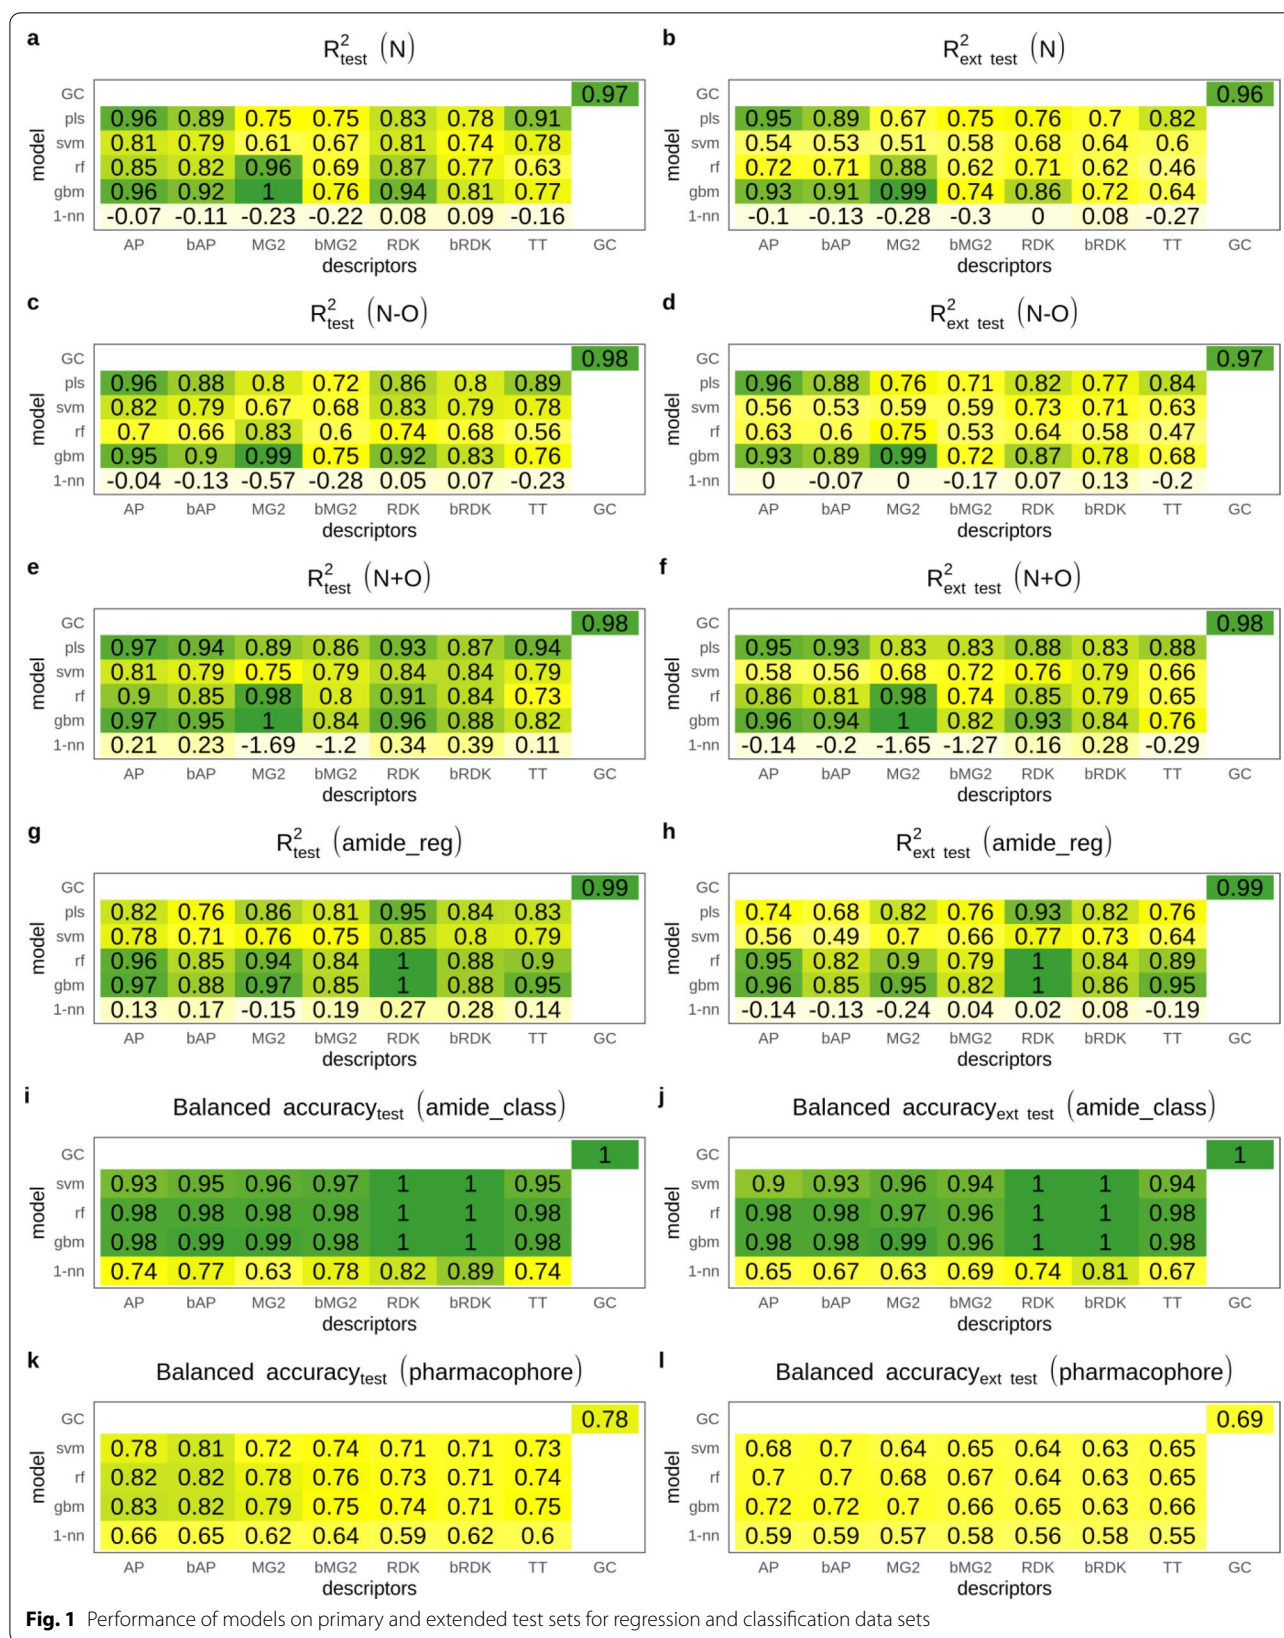 a
R²test (N)
GC 0.97
pls 0.96 0.89 0.75 0.75 0.83 0.78 0.91
svm 0.81 0.79 0.61 0.67 0.81 0.74 0.78
rf 0.85 0.82 0.96 0.69 0.87 0.77 0.63
gbm 0.96 0.92 1 0.76 0.94 0.81 0.77
1-nn -0.07 -0.11 -0.23 -0.22 0.08 0.09 -0.16
AP bAP MG2 bMG2 RDK bRDK TT GC
model
descriptors
b
R²ext test (N)
0.96
pls 0.95 0.89 0.67 0.75 0.76 0.7 0.82
svm 0.54 0.53 0.51 0.58 0.68 0.64 0.6
rf 0.72 0.71 0.88 0.62 0.71 0.62 0.46
gbm 0.93 0.91 0.99 0.74 0.86 0.72 0.64
1-nn -0.1 -0.13 -0.28 -0.3 0 0.08 -0.27
AP bAP MG2 bMG2 RDK bRDK TT GC
GC
model
descriptors
c
R²test (N-O)
GC 0.98
pls 0.96 0.88 0.8 0.72 0.86 0.8 0.89
svm 0.82 0.79 0.67 0.68 0.83 0.79 0.78
rf 0.7 0.66 0.83 0.6 0.74 0.68 0.56
gbm 0.95 0.9 0.99 0.75 0.92 0.83 0.76
1-nn -0.04 -0.13 -0.57 -0.28 0.05 0.07 -0.23
AP bAP MG2 bMG2 RDK bRDK TT GC
model
descriptors
d
R²ext test (N-O)
GC 0.97
pls 0.96 0.88 0.76 0.71 0.82 0.77 0.84
svm 0.56 0.53 0.59 0.59 0.73 0.71 0.63
rf 0.63 0.6 0.75 0.53 0.64 0.58 0.47
gbm 0.93 0.89 0.99 0.72 0.87 0.78 0.68
1-nn 0 -0.07 0 -0.17 0.07 0.13 -0.2
AP bAP MG2 bMG2 RDK bRDK TT GC
model
descriptors
e
R²test (N+O)
GC 0.98
pls 0.97 0.94 0.89 0.86 0.93 0.87 0.94
svm 0.81 0.79 0.75 0.79 0.84 0.84 0.79
rf 0.9 0.85 0.98 0.8 0.91 0.84 0.73
gbm 0.97 0.95 1 0.84 0.96 0.88 0.82
1-nn 0.21 0.23 -1.69 -1.2 0.34 0.39 0.11
AP bAP MG2 bMG2 RDK bRDK TT GC
model
descriptors
f
R²ext test (N+O)
GC 0.98
pls 0.95 0.93 0.83 0.83 0.88 0.83 0.88
svm 0.58 0.56 0.68 0.72 0.76 0.79 0.66
rf 0.86 0.81 0.98 0.74 0.85 0.79 0.65
gbm 0.96 0.94 1 0.82 0.93 0.84 0.76
1-nn -0.14 -0.2 -1.65 -1.27 0.16 0.28 -0.29
AP bAP MG2 bMG2 RDK bRDK TT GC
model
descriptors
g
R²test (amide_reg)
GC 0.99
pls 0.82 0.76 0.86 0.81 0.95 0.84 0.83
svm 0.78 0.71 0.76 0.75 0.85 0.8 0.79
rf 0.96 0.85 0.94 0.84 1 0.88 0.9
gbm 0.97 0.88 0.97 0.85 1 0.88 0.95
1-nn 0.13 0.17 -0.15 0.19 0.27 0.28 0.14
AP bAP MG2 bMG2 RDK bRDK TT GC
model
descriptors
h
R²ext test (amide_reg)
GC 0.99
pls 0.74 0.68 0.82 0.76 0.93 0.82 0.76
svm 0.56 0.49 0.7 0.66 0.77 0.73 0.64
rf 0.95 0.82 0.9 0.79 1 0.84 0.89
gbm 0.96 0.85 0.95 0.82 1 0.86 0.95
1-nn -0.14 -0.13 -0.24 0.04 0.02 0.08 -0.19
AP bAP MG2 bMG2 RDK bRDK TT GC
model
descriptors
i
Balanced accuracytest (amide_class)
GC 1
svm 0.93 0.95 0.96 0.97 1 1 0.95
rf 0.98 0.98 0.98 0.98 1 1 0.98
gbm 0.98 0.99 0.99 0.98 1 1 0.98
1-nn 0.74 0.77 0.63 0.78 0.82 0.89 0.74
AP bAP MG2 bMG2 RDK bRDK TT GC
model
descriptors
j
Balanced accuracyext test (amide_class)
GC 1
svm 0.9 0.93 0.96 0.94 1 1 0.94
rf 0.98 0.98 0.97 0.96 1 1 0.98
gbm 0.98 0.98 0.99 0.96 1 1 0.98
1-nn 0.65 0.67 0.63 0.69 0.74 0.81 0.67
AP bAP MG2 bMG2 RDK bRDK TT GC
model
descriptors
k
Balanced accuracytest (pharmacophore)
GC 0.78
svm 0.78 0.81 0.72 0.74 0.71 0.71 0.73
rf 0.82 0.82 0.78 0.76 0.73 0.71 0.74
gbm 0.83 0.82 0.79 0.75 0.74 0.71 0.75
1-nn 0.66 0.65 0.62 0.64 0.59 0.62 0.6
AP bAP MG2 bMG2 RDK bRDK TT GC
model
descriptors
l
Balanced accuracyext test (pharmacophore)
GC 0.69
svm 0.68 0.7 0.64 0.65 0.64 0.63 0.65
rf 0.7 0.7 0.68 0.67 0.64 0.63 0.65
gbm 0.72 0.72 0.7 0.66 0.65 0.63 0.66
1-nn 0.59 0.59 0.57 0.58 0.56 0.58 0.55
AP bAP MG2 bMG2 RDK bRDK TT GC
model
descriptors
Fig. 1 Performance of models on primary and extended test sets for regression and classification data sets